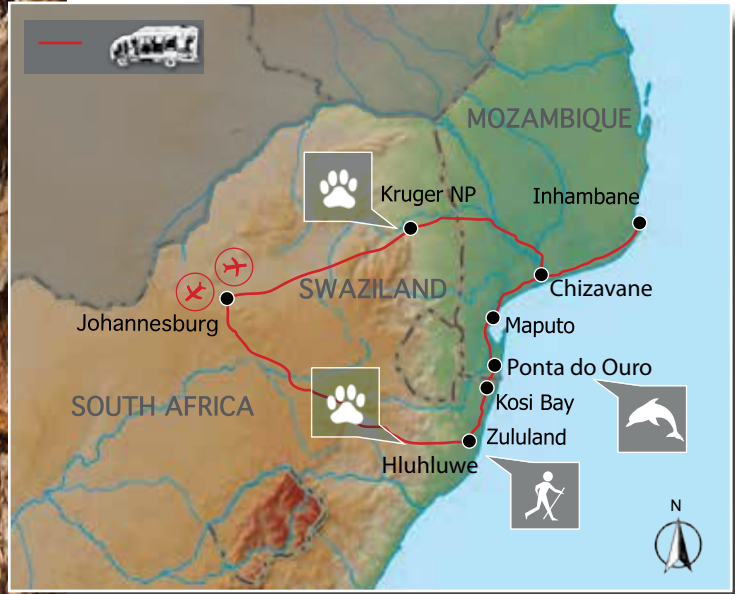 MOZAMBIQUE
Kruger NP
Inhambane
SWAZILAND
Chizavane
Johannesburg
Maputo
Ponta do Ouro
SOUTH AFRICA
Kosi Bay
Zululand
Hluhluwe
N